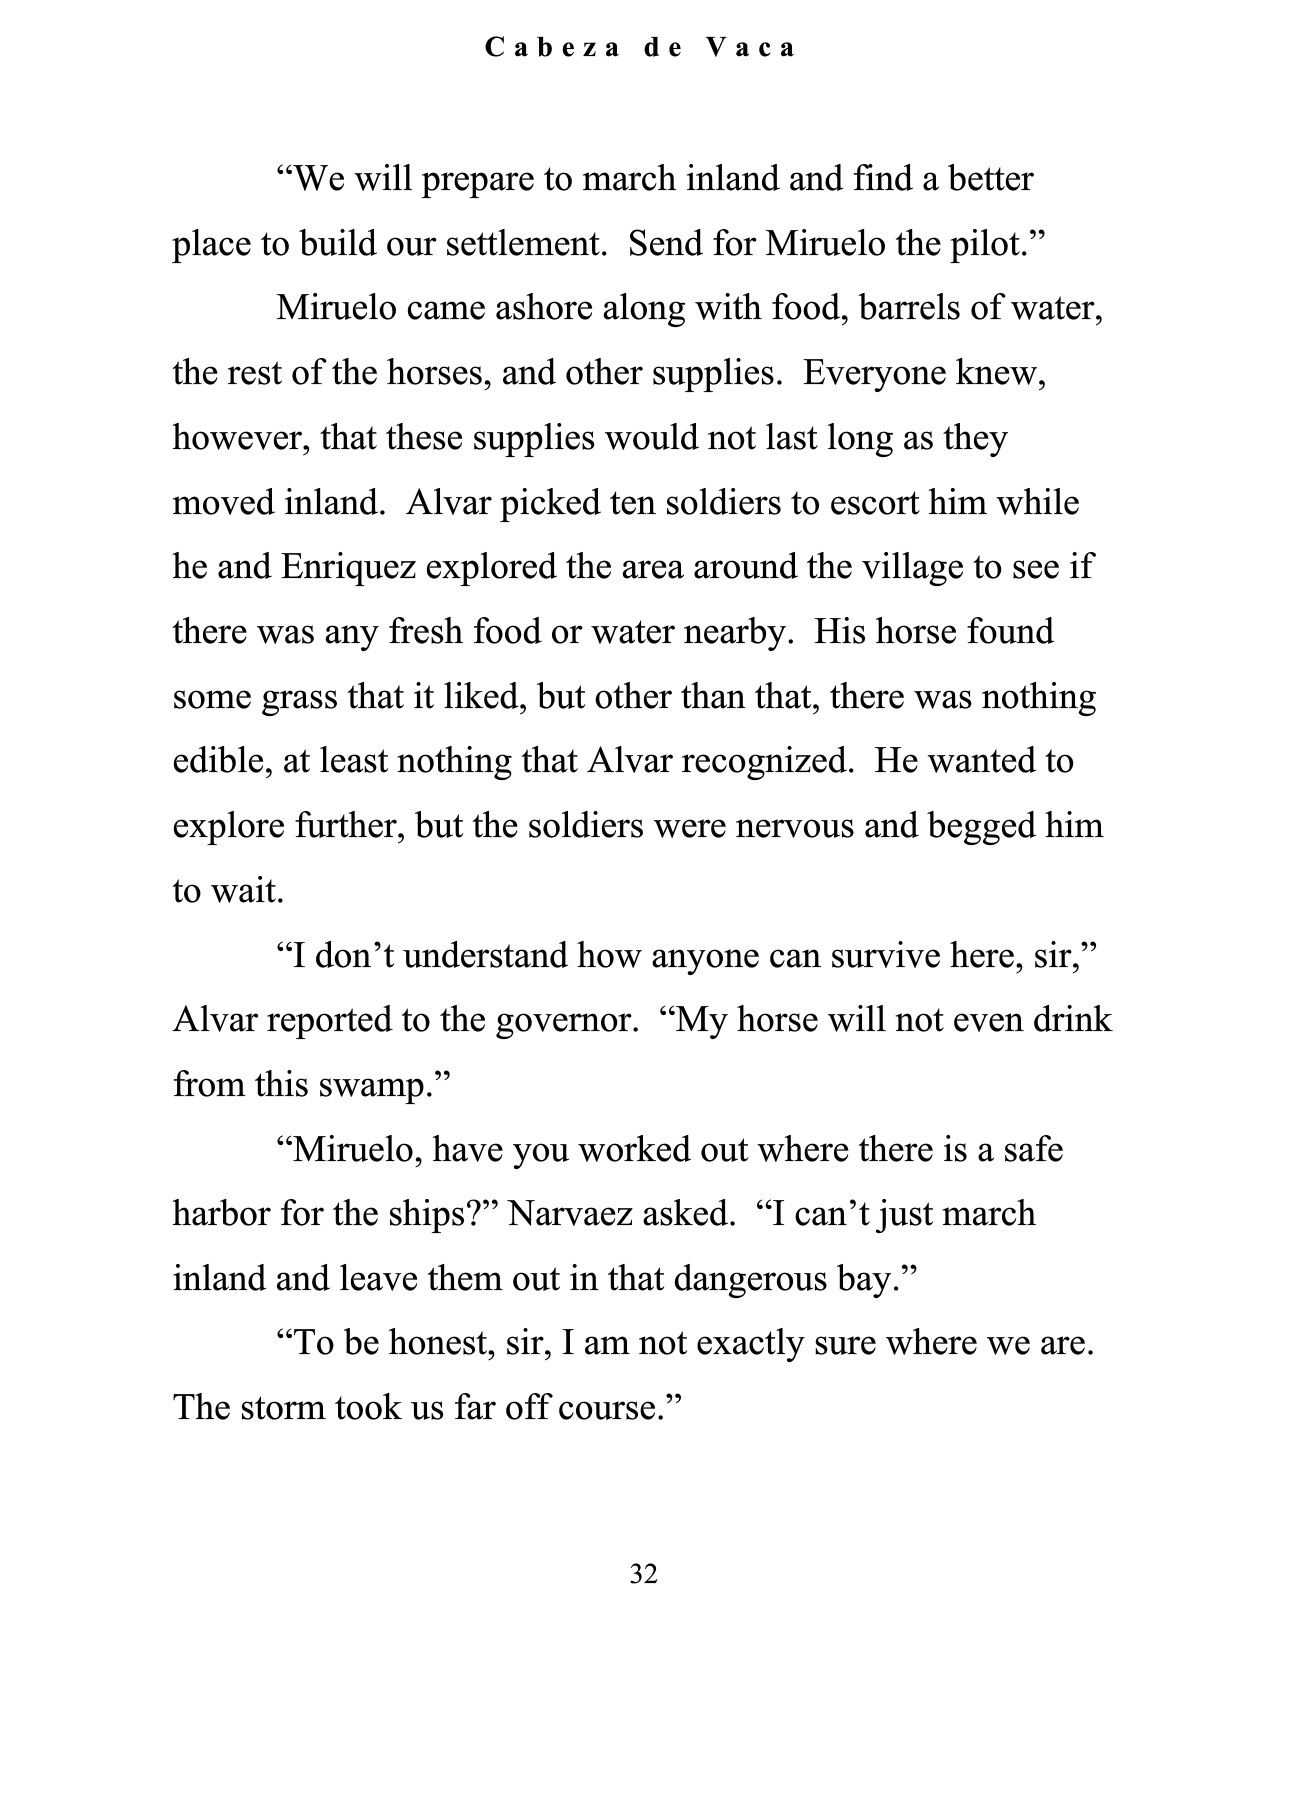 Cabeza de Vaca
“We will prepare to march inland and find a better
place to build our settlement.  Send for Miruelo the pilot.”
Miruelo came ashore along with food, barrels of water,
the rest of the horses, and other supplies.  Everyone knew,
however, that these supplies would not last long as they
moved inland.  Alvar picked ten soldiers to escort him while
he and Enriquez explored the area around the village to see if
there was any fresh food or water nearby.  His horse found
some grass that it liked, but other than that, there was nothing
edible, at least nothing that Alvar recognized.  He wanted to
explore further, but the soldiers were nervous and begged him
to wait.
“I don’t understand how anyone can survive here, sir,”
Alvar reported to the governor.  “My horse will not even drink
from this swamp.”
“Miruelo, have you worked out where there is a safe
harbor for the ships?” Narvaez asked.  “I can’t just march
inland and leave them out in that dangerous bay.”
“To be honest, sir, I am not exactly sure where we are.
The storm took us far off course.”
32